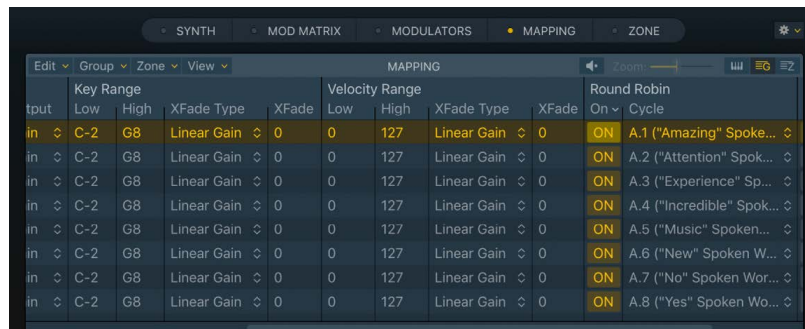 SYNTH MOD MATRIX MODULATORS MAPPING ZONE
Edit Group Zone View MAPPING Zoom: G Z
Key Range Velocity Range Round Robin
tput Low High XFade Type XFade Low High XFade Type XFade On Cycle
in C-2 G8 Linear Gain 0 0 127 Linear Gain 0 ON A.1 ("Amazing" Spoke...
in C-2 G8 Linear Gain 0 0 127 Linear Gain 0 ON A.2 ("Attention" Spok...
in C-2 G8 Linear Gain 0 0 127 Linear Gain 0 ON A.3 ("Experience" Sp...
in C-2 G8 Linear Gain 0 0 127 Linear Gain 0 ON A.4 ("Incredible" Spok...
in C-2 G8 Linear Gain 0 0 127 Linear Gain 0 ON A.5 ("Music" Spoken...
in C-2 G8 Linear Gain 0 0 127 Linear Gain 0 ON A.6 ("New" Spoken W...
in C-2 G8 Linear Gain 0 0 127 Linear Gain 0 ON A.7 ("No" Spoken Wor...
in C-2 G8 Linear Gain 0 0 127 Linear Gain 0 ON A.8 ("Yes" Spoken Wo...